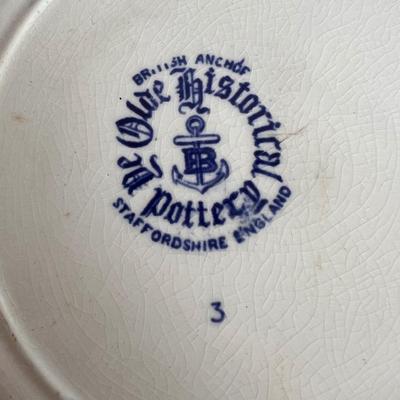 BRITISH ANCHOR
Ye Olde Historical
Pottery
B
STAFFORDSHIRE ENGLAND
3